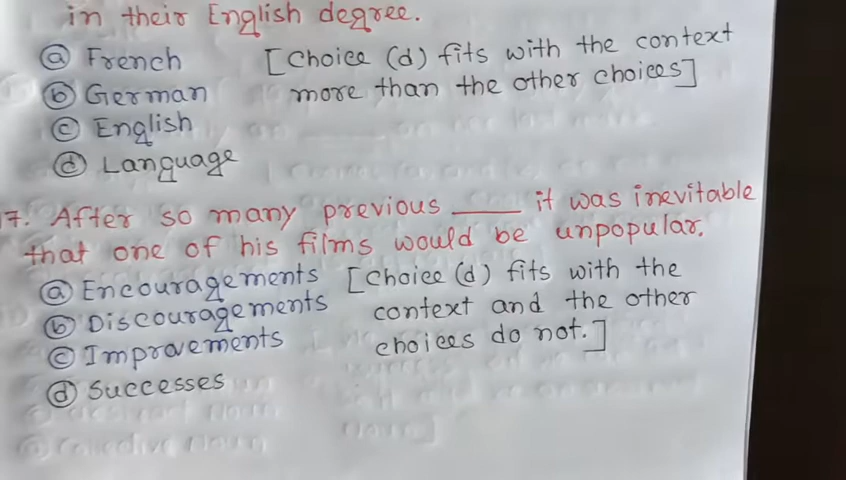 in their English degree.
ⓐ French [Choice (d) fits with the context
ⓑ German more than the other choices]
ⓒ English
ⓓ Language
17. After so many previous ____ it was inevitable
that one of his films would be unpopular.
ⓐ Encouragements [Choice (d) fits with the
ⓑ Discouragements context and the other
ⓒ Improvements choices do not.]
ⓓ Successes